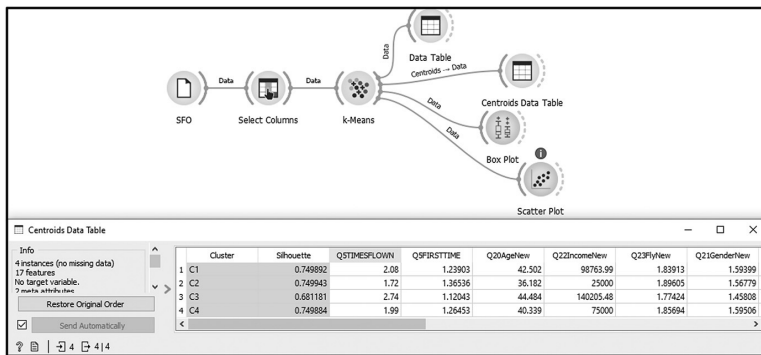 Data
Data Table
Data
Data
Centroids → Data
SFO
Select Columns
k-Means
Centroids Data Table
Data
Box Plot
Data
Scatter Plot
Centroids Data Table
Info
4 instances (no missing data)
17 features
No target variable.
2 meta attributes
Restore Original Order
Send Automatically
4 4|4
Cluster Silhouette Q5TIMESFLOWN Q5FIRSTTIME Q20AgeNew Q22IncomeNew Q23FlyNew Q21GenderNew
1 C1 0.749892 2.08 1.23903 42.502 98763.99 1.83913 1.59399
2 C2 0.749943 1.72 1.36536 36.182 25000 1.89605 1.56779
3 C3 0.681181 2.74 1.12043 44.484 140205.48 1.77424 1.45808
4 C4 0.749884 1.99 1.26453 40.339 75000 1.85694 1.59506